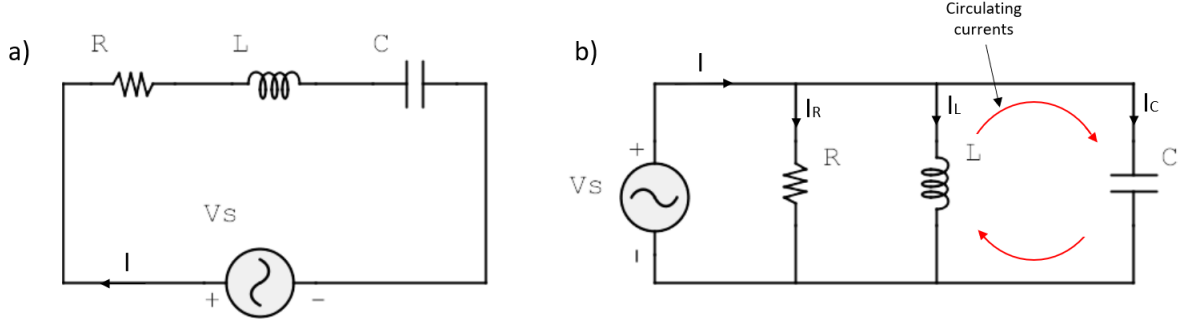 a)
R
L
C
Vs
I
+
−
b)
Circulating
currents
I
IR
IL
IC
R
L
C
Vs
+
-